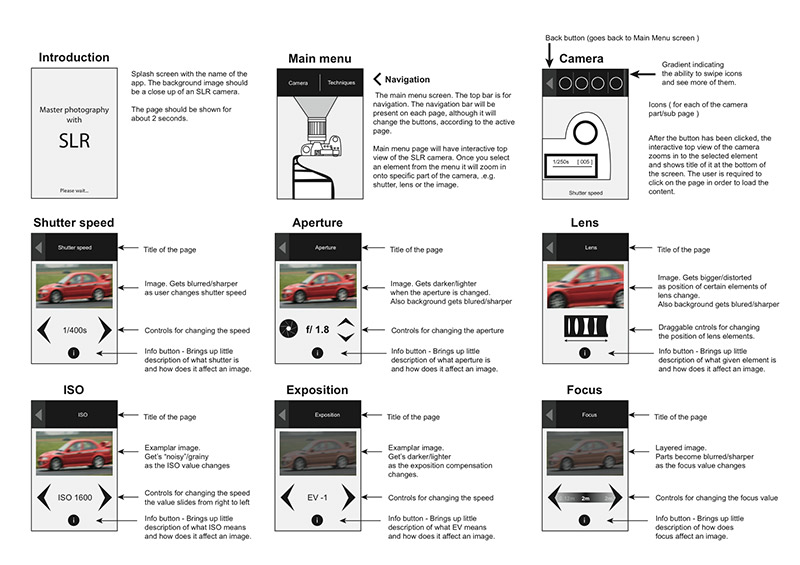 Back button (goes back to Main Menu screen )
Introduction
Master photography
with
SLR
Please wait...
Splash screen with the name of the
app. The background image should
be a close up of an SLR camera.
The page should be shown for
about 2 seconds.
Main menu
Camera
Techniques
Navigation
The main menu screen. The top bar is for
navigation. The navigation bar will be
present on each page, although it will
change the buttons, according to the active
page.
Main menu page will have interactive top
view of the SLR camera. Once you select
an element from the menu it will zoom in
onto specific part of the camera, .e.g.
shutter, lens or the image.
Camera
1/250s [ 005 ]
Shutter speed
Gradient indicating
the ability to swipe icons
and see more of them.
Icons ( for each of the camera
part/sub page )
After the button has been clicked, the
interactive top view of the camera
zooms in to the selected element
and shows title of it at the bottom of
the screen. The user is required to
click on the page in order to load the
content.
Shutter speed
Shutter speed
1/400s
i
Title of the page
Image. Gets blurred/sharper
as user changes shutter speed
Controls for changing the speed
Info button - Brings up little
description of what shutter is
and how does it affect an image.
Aperture
Aperture
f/ 1.8
i
Title of the page
Image. Gets darker/lighter
when the aperture is changed.
Also background gets blured/sharper
Controls for changing the aperture
Info button - Brings up little
description of what aperture is
and how does it affect an image.
Lens
Lens
i
Title of the page
Image. Gets bigger/distorted
as position of certain elements of
lens change.
Also background gets blured/sharper
Draggable cntrols for changing
the position of lens elements.
Info button - Brings up little
description of what given element is
and how does it affect an image.
ISO
ISO
ISO 1600
i
Title of the page
Examplar image.
Get's "noisy"/grainy
as the ISO value changes
Controls for changing the speed
the value slides from right to left
Info button - Brings up little
description of what ISO means
and how does it affect an image.
Exposition
Exposition
EV -1
i
Title of the page
Examplar image.
Get's darker/lighter
as the exposition compensation
changes.
Controls for changing the speed
Info button - Brings up little
description of what EV means
and how does it affect an image.
Focus
Focus
2m
i
Title of the page
Layered image.
Parts become blurred/sharper
as the focus value changes
Controls for changing the focus value
Info button - Brings up little
description of how does
focus affect an image.